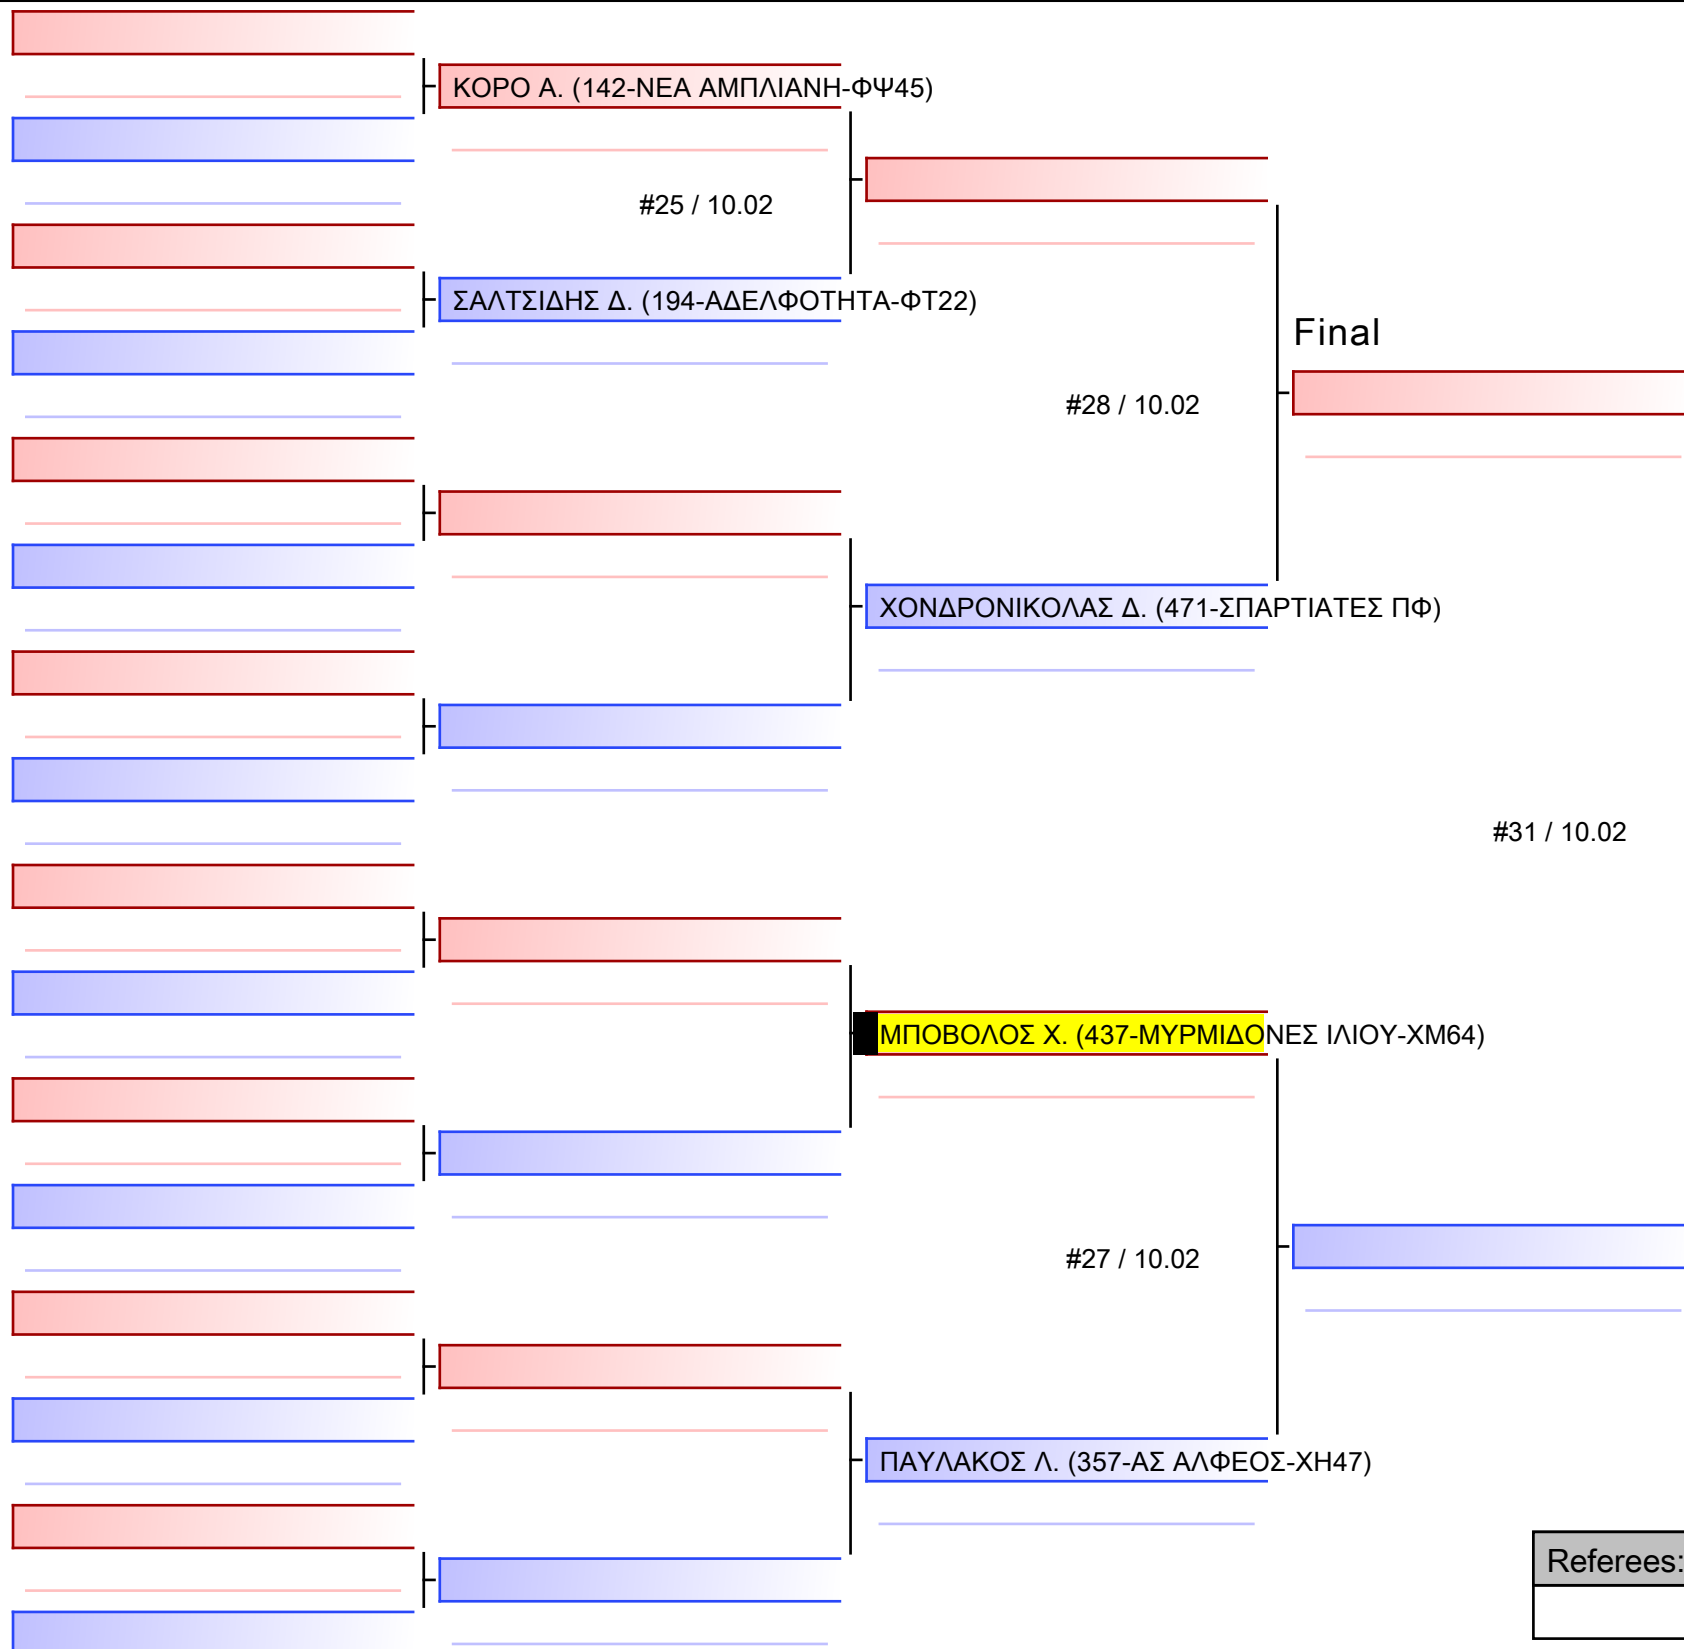 ΚΟΡΟ Α. (142-ΝΕΑ ΑΜΠΛΙΑΝΗ-ΦΨ45)
#25 / 10.02
ΣΑΛΤΣΙΔΗΣ Δ. (194-ΑΔΕΛΦΟΤΗΤΑ-ΦΤ22)
Final
#28 / 10.02
ΧΟΝΔΡΟΝΙΚΟΛΑΣ Δ. (471-ΣΠΑΡΤΙΑΤΕΣ ΠΦ)
#31 / 10.02
ΜΠΟΒΟΛΟΣ Χ. (437-ΜΥΡΜΙΔΟΝΕΣ ΙΛΙΟΥ-ΧΜ64)
#27 / 10.02
ΠΑΥΛΑΚΟΣ Λ. (357-ΑΣ ΑΛΦΕΟΣ-ΧΗ47)
Referees: